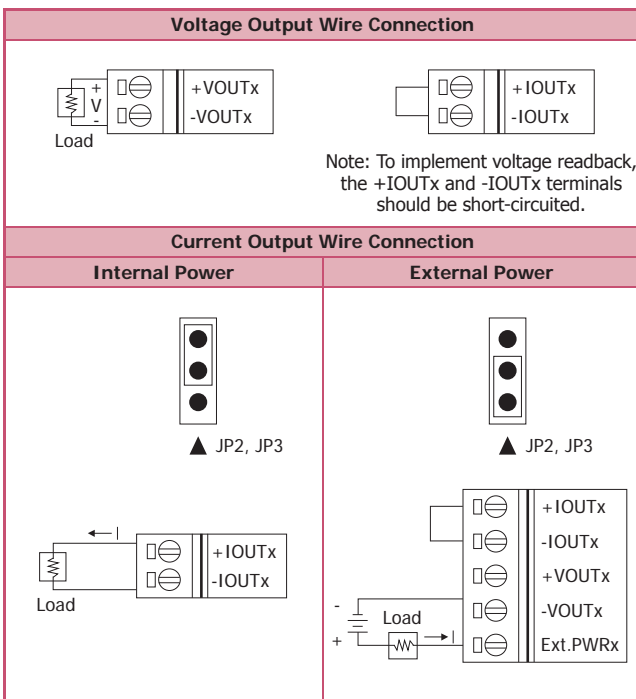 Voltage Output Wire Connection
+
V
-
Load
+VOUTx
-VOUTx
+IOUTx
-IOUTx
Note: To implement voltage readback,
the +IOUTx and -IOUTx terminals
should be short-circuited.
Current Output Wire Connection
Internal Power
External Power
JP2, JP3
JP2, JP3
I
Load
+IOUTx
-IOUTx
+IOUTx
-IOUTx
+VOUTx
-VOUTx
Ext.PWRx
-
+
Load
I